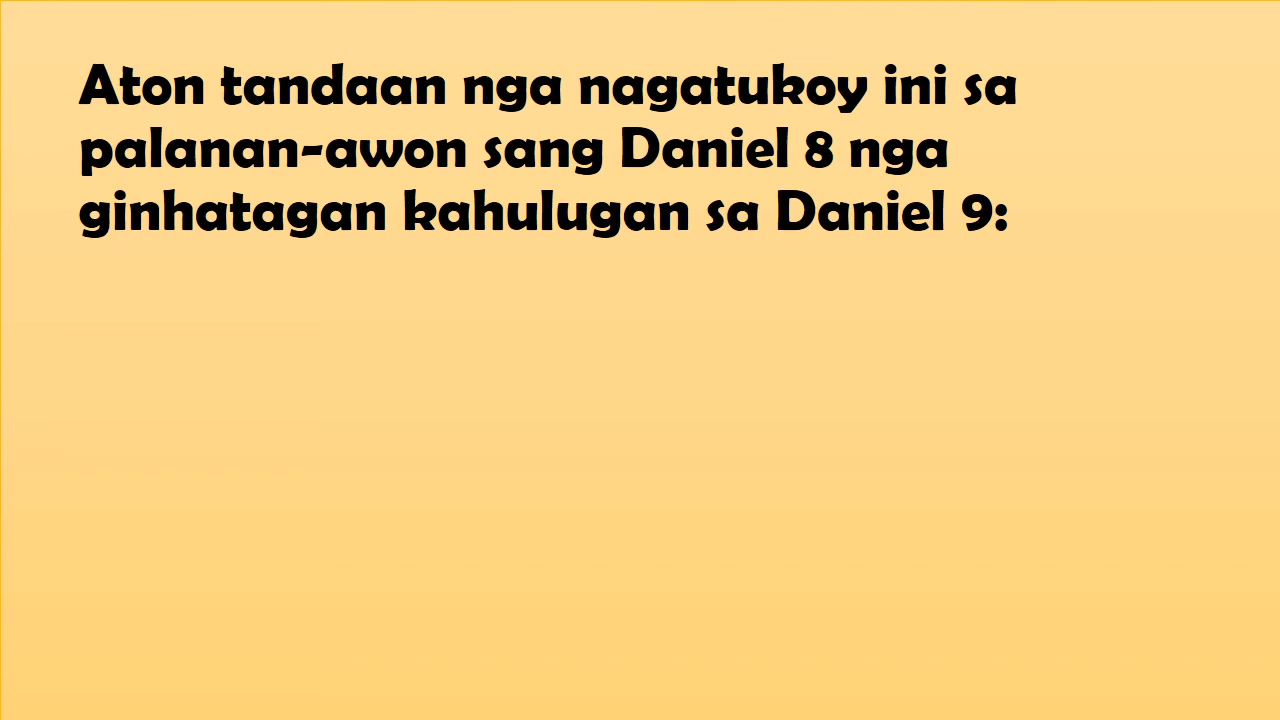 Aton tandaan nga nagatukoy ini sa
palanan-awon sang Daniel 8 nga
ginhatagan kahulugan sa Daniel 9: